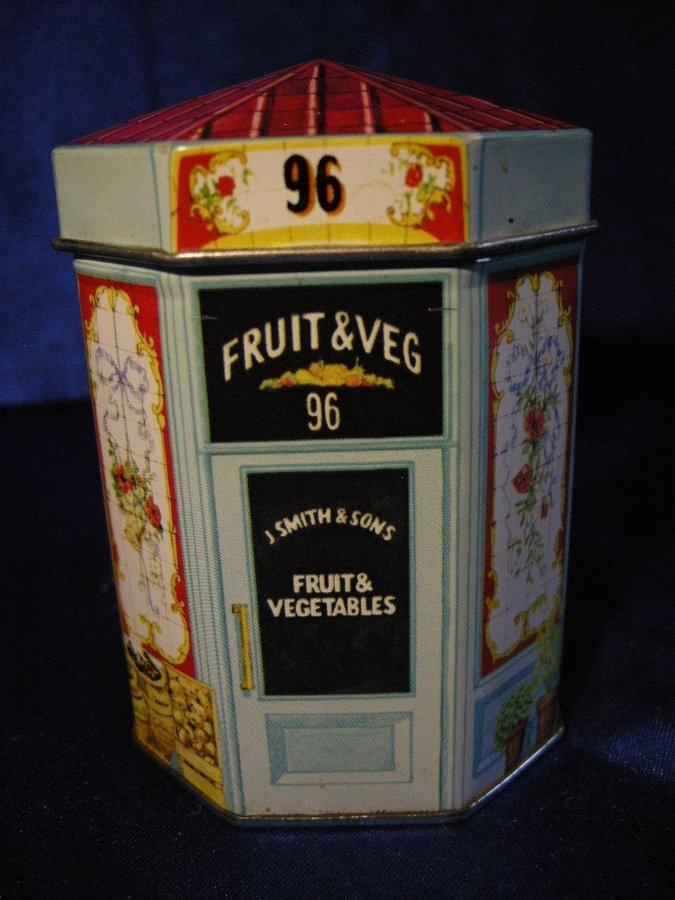 96
FRUIT & VEG
96
J SMITH & SONS
FRUIT &
VEGETABLES